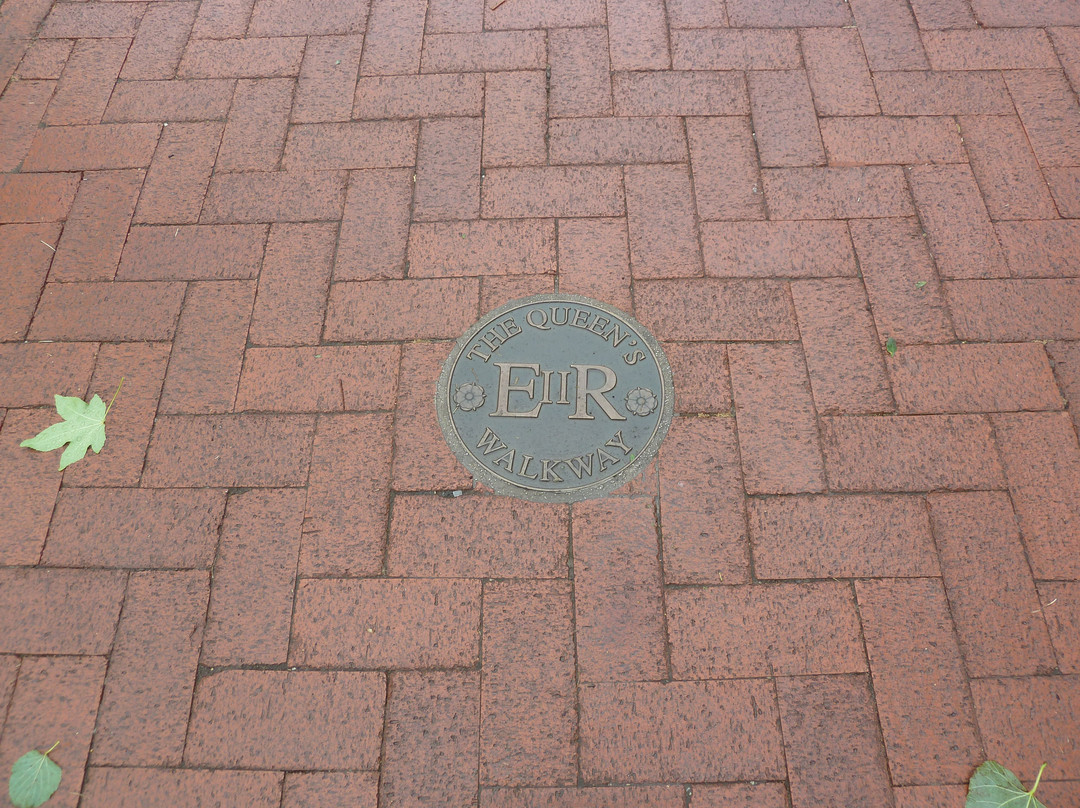 THE QUEEN'S
EIIR
WALKWAY